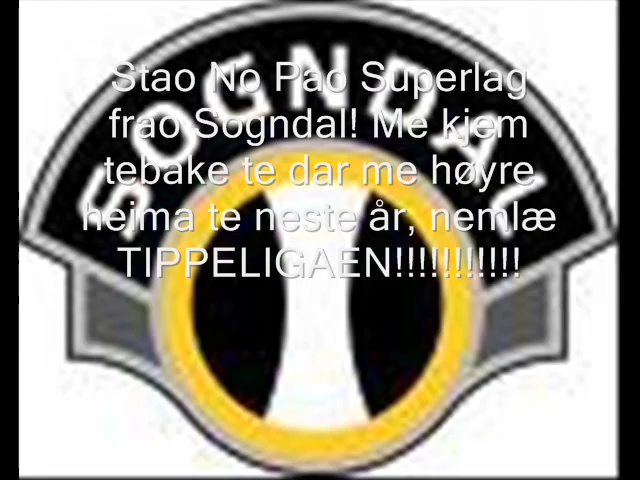 Stao No Pao Superlag
frao Sogndal! Me kjem
tebake te dar me høyre
heima te neste år, nemlæ
TIPPELIGAEN!!!!!!!!!!!
SOGNDAL